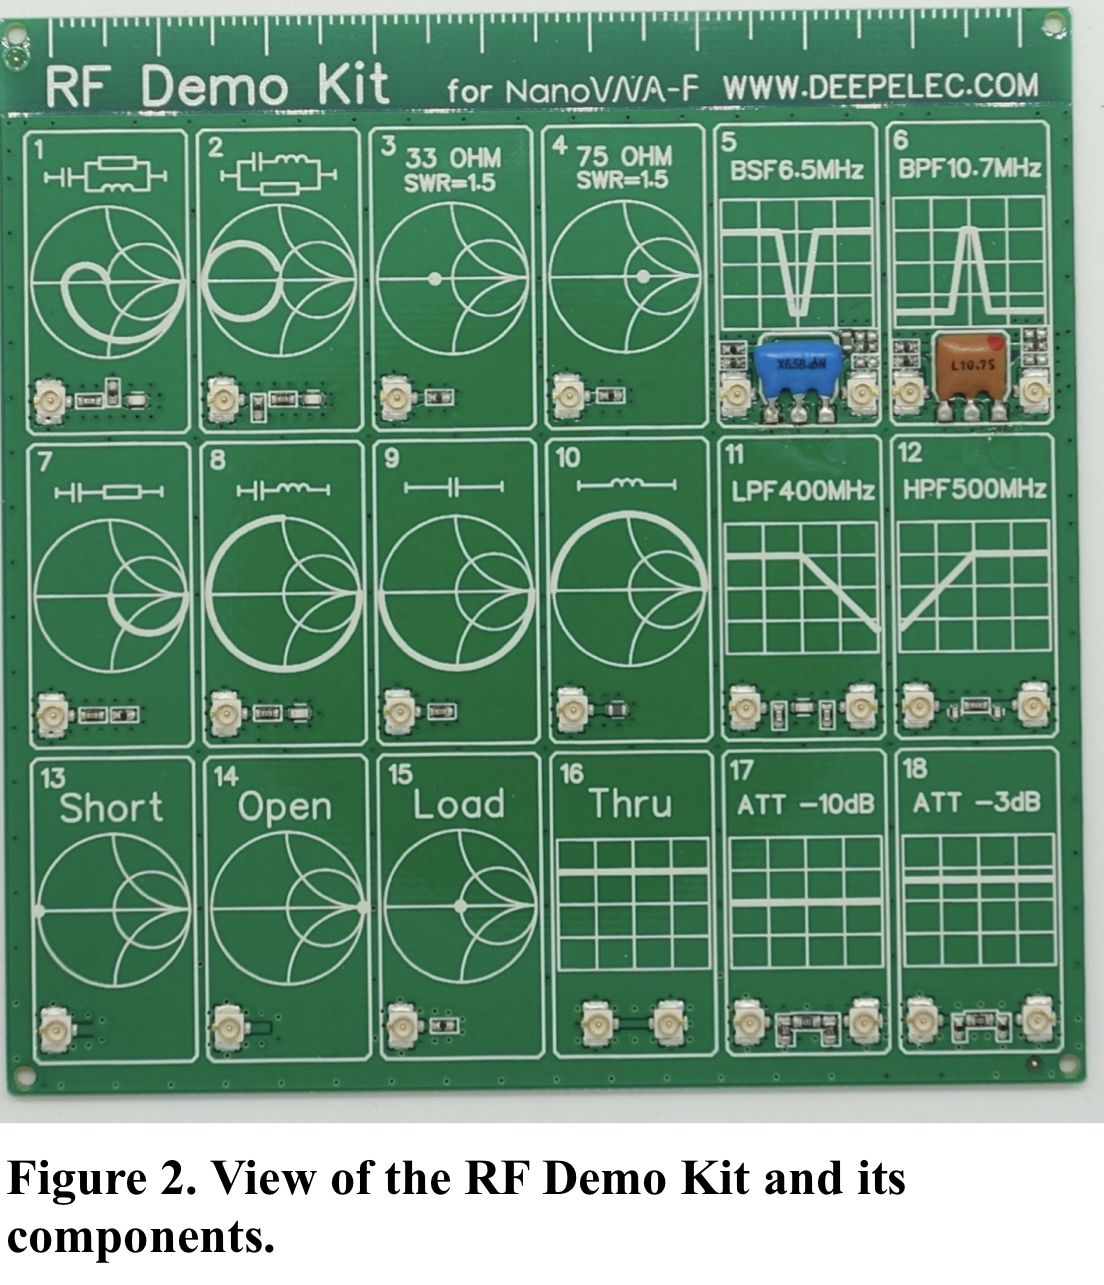 RF Demo Kit for NanoVNA-F WWW.DEEPELEC.COM
1
2
3 33 OHM
SWR=1.5
4 75 OHM
SWR=1.5
5
BSF6.5MHz
6
BPF10.7MHz
L10.7S
7
8
9
10
11
LPF400MHz
12
HPF500MHz
13
Short
14
Open
15
Load
16
Thru
17
ATT -10dB
18
ATT -3dB
Figure 2. View of the RF Demo Kit and its
components.